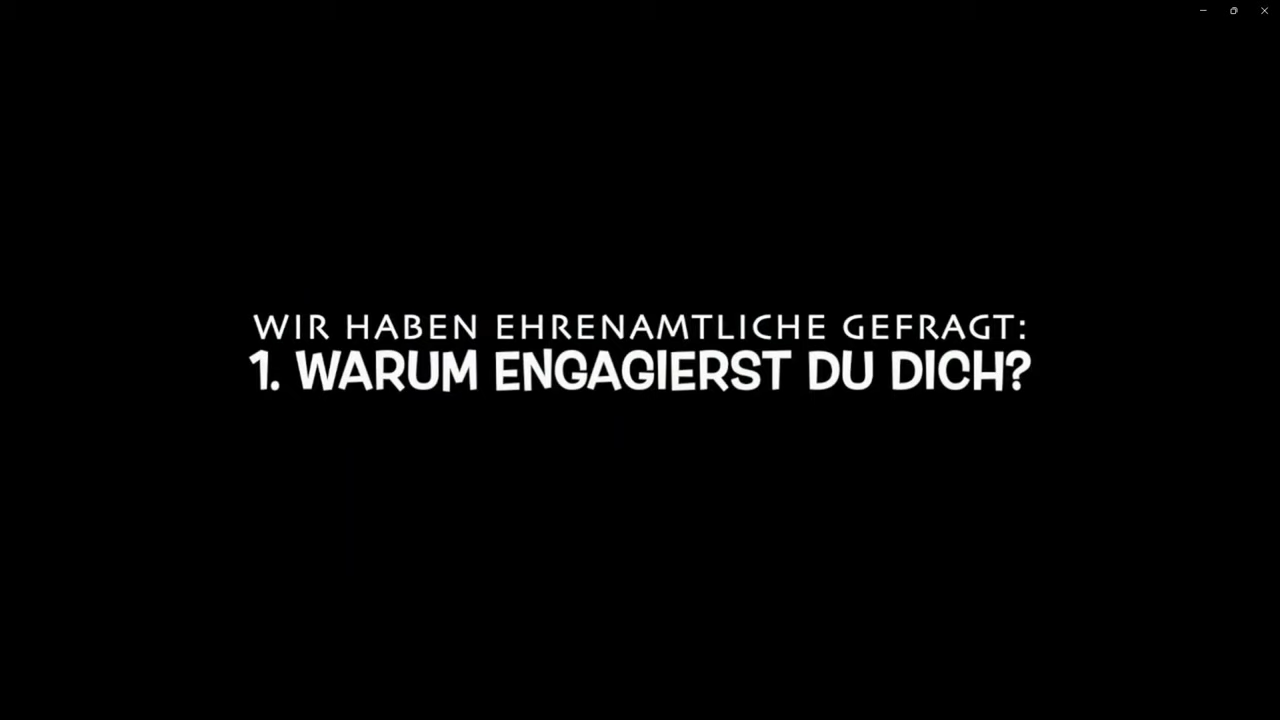 WIR HABEN EHRENAMTLICHE GEFRAGT:
1. WARUM ENGAGIERST DU DICH?